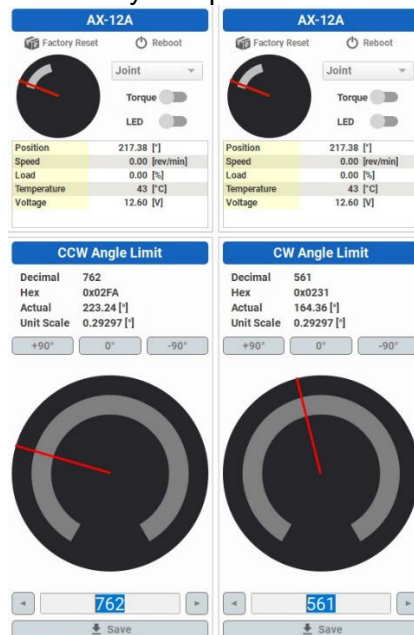 AX-12A
Factory Reset Reboot
Joint
Torque
LED
Position 217.38 [°]
Speed 0.00 [rev/min]
Load 0.00 [%]
Temperature 43 [°C]
Voltage 12.60 [V]
AX-12A
Factory Reset Reboot
Joint
Torque
LED
Position 217.38 [°]
Speed 0.00 [rev/min]
Load 0.00 [%]
Temperature 43 [°C]
Voltage 12.60 [V]
CCW Angle Limit
Decimal 762
Hex 0x02FA
Actual 223.24 [°]
Unit Scale 0.29297 [°]
+90° 0° -90°
762
Save
CW Angle Limit
Decimal 561
Hex 0x0231
Actual 164.36 [°]
Unit Scale 0.29297 [°]
+90° 0° -90°
561
Save